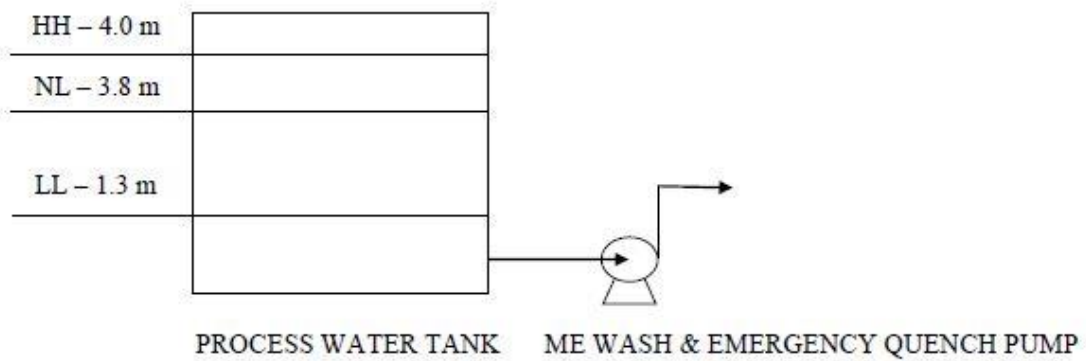 HH – 4.0 m
NL – 3.8 m
LL – 1.3 m
PROCESS WATER TANK ME WASH & EMERGENCY QUENCH PUMP